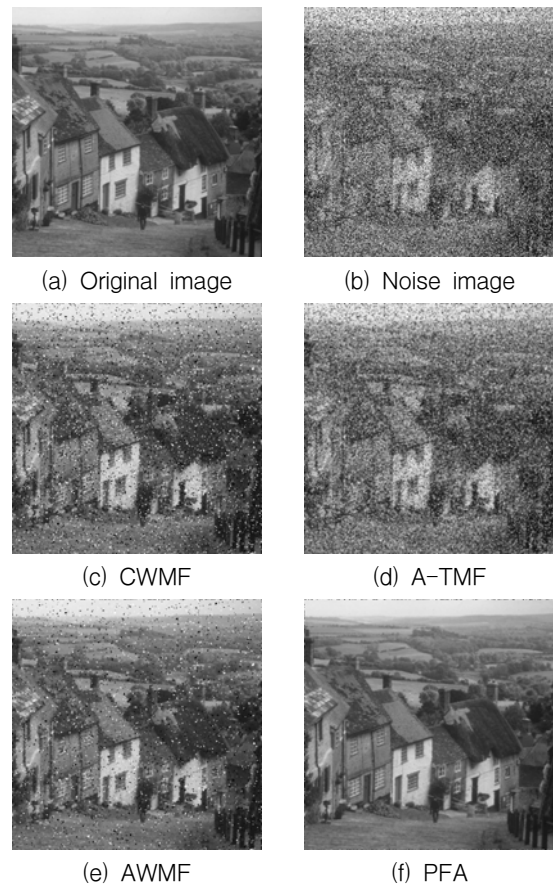 (a) Original image
(b) Noise image
(c) CWMF
(d) A-TMF
(e) AWMF
(f) PFA